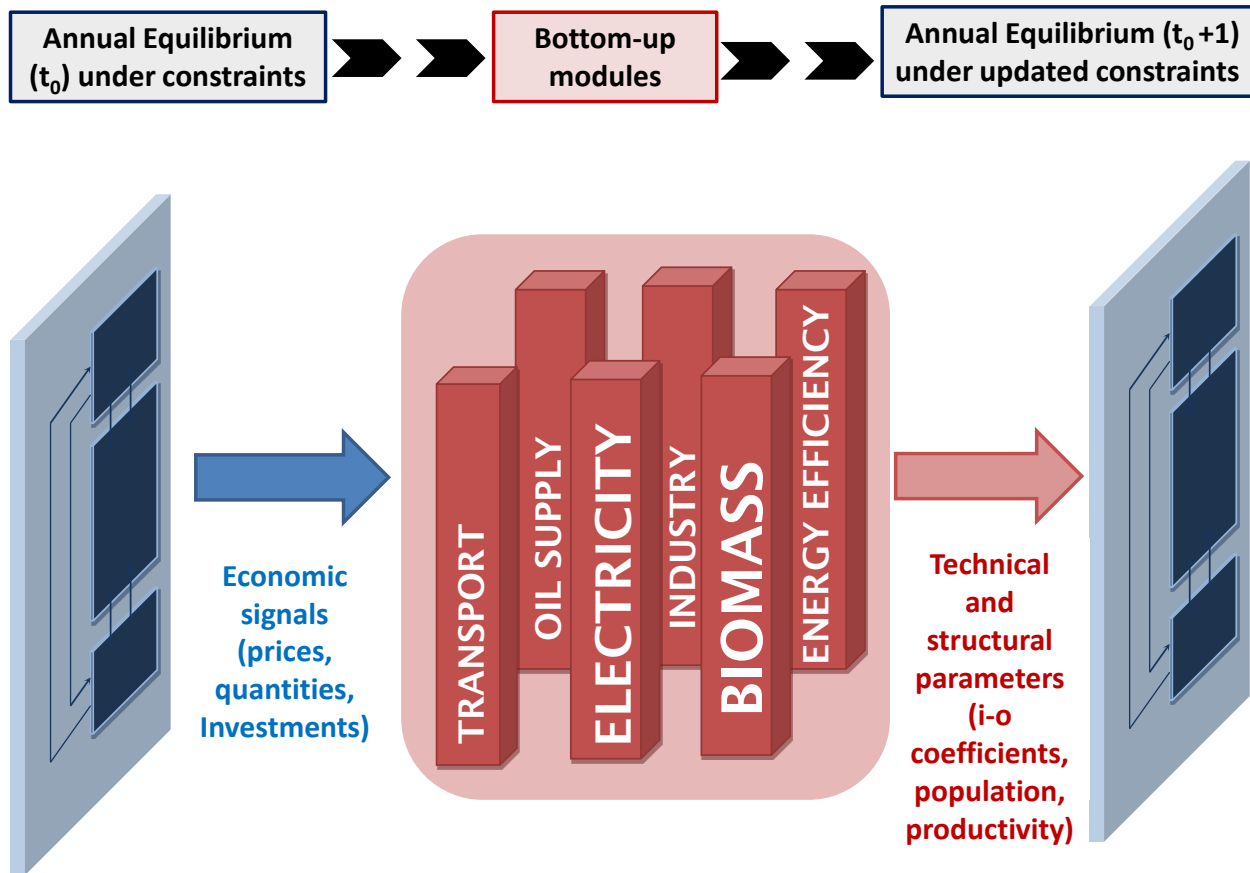 Annual Equilibrium
(t₀) under constraints
Bottom-up
modules
Annual Equilibrium (t₀ +1)
under updated constraints
Economic
signals
(prices,
quantities,
Investments)
TRANSPORT
OIL SUPPLY
ELECTRICITY
INDUSTRY
BIOMASS
ENERGY EFFICIENCY
Technical
and
structural
parameters
(i-o
coefficients,
population,
productivity)